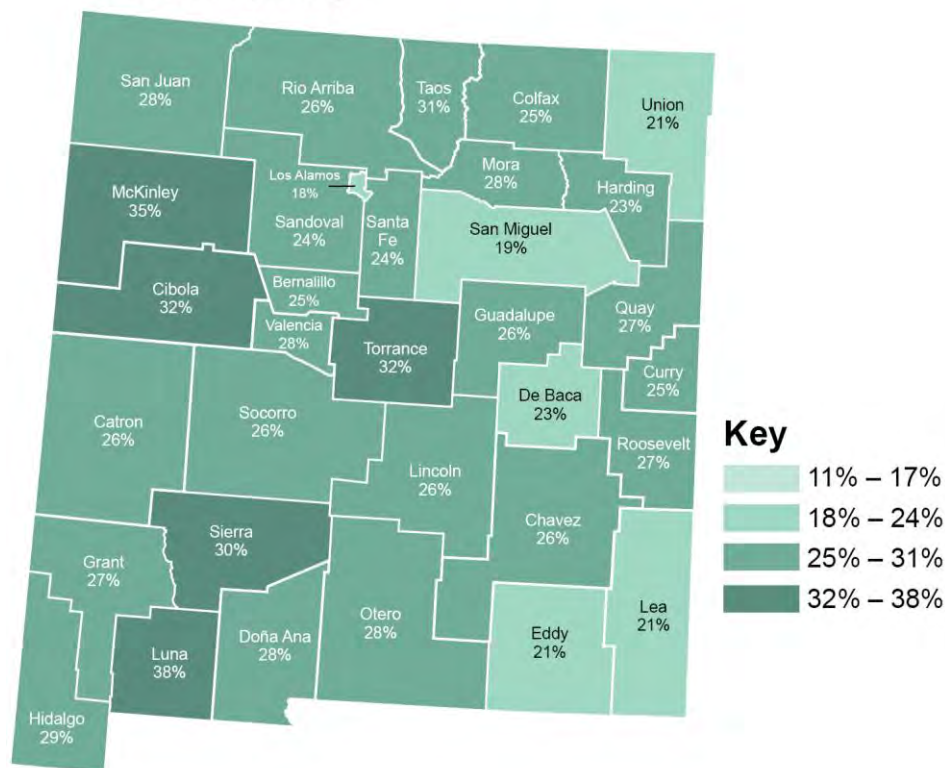 San Juan
28%
Rio Arriba
26%
Taos
31%
Colfax
25%
Union
21%
McKinley
35%
Los Alamos
18%
Sandoval
24%
Santa
Fe
24%
Mora
28%
Harding
23%
San Miguel
19%
Cibola
32%
Bernalillo
25%
Valencia
28%
Torrance
32%
Guadalupe
26%
Quay
27%
Curry
25%
De Baca
23%
Roosevelt
27%
Catron
26%
Socorro
26%
Lincoln
26%
Chavez
26%
Sierra
30%
Grant
27%
Luna
38%
Doña Ana
28%
Otero
28%
Eddy
21%
Lea
21%
Hidalgo
29%
Key
11% – 17%
18% – 24%
25% – 31%
32% – 38%